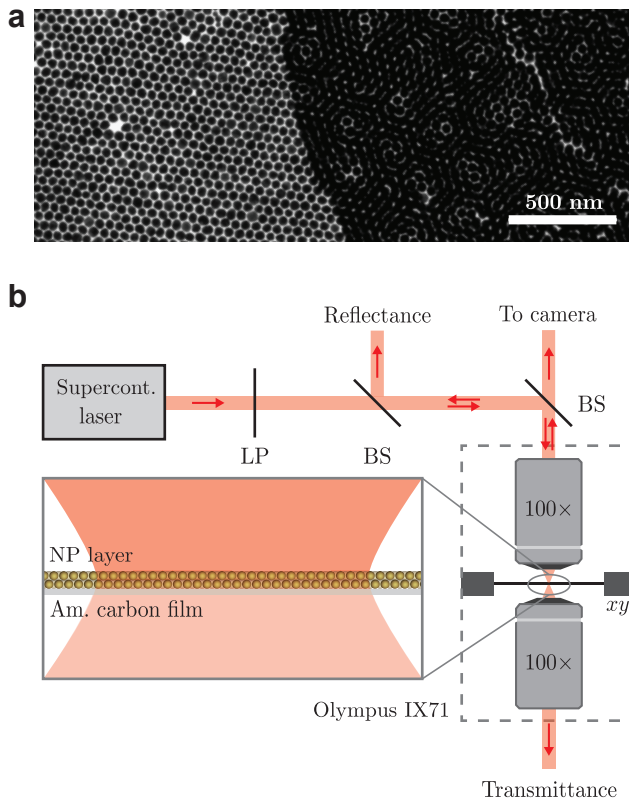 a
500 nm
b
Reflectance
To camera
Supercont.
laser
LP
BS
BS
100×
NP layer
Am. carbon film
xy
100×
Olympus IX71
Transmittance